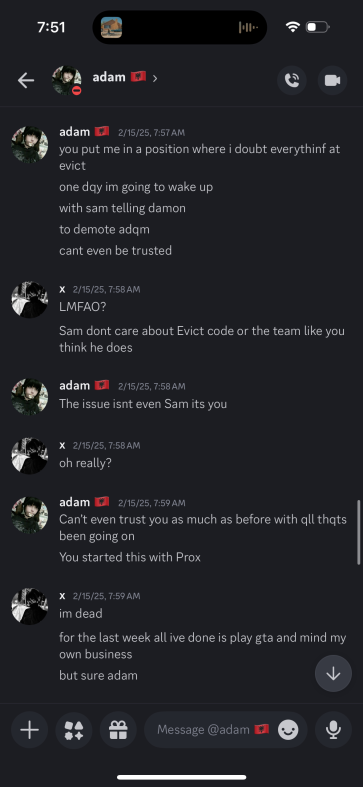 7:51
adam 🇦🇱 ›
adam 🇦🇱 2/15/25, 7:57 AM
you put me in a position where i doubt everythinf at
evict
one dqy im going to wake up
with sam telling damon
to demote adqm
cant even be trusted
x 2/15/25, 7:58 AM
LMFAO?
Sam dont care about Evict code or the team like you
think he does
adam 🇦🇱 2/15/25, 7:58 AM
The issue isnt even Sam its you
x 2/15/25, 7:58 AM
oh really?
adam 🇦🇱 2/15/25, 7:59 AM
Can't even trust you as much as before with qll thqts
been going on
You started this with Prox
x 2/15/25, 7:59 AM
im dead
for the last week all ive done is play gta and mind my
own business
but sure adam
Message @adam 🇦🇱